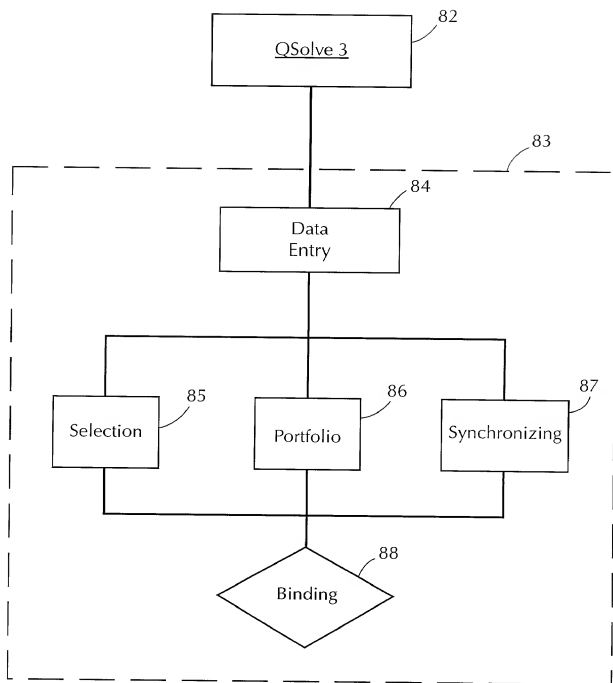 82
QSolve 3
83
84
Data
Entry
85
86
87
Selection
Portfolio
Synchronizing
88
Binding